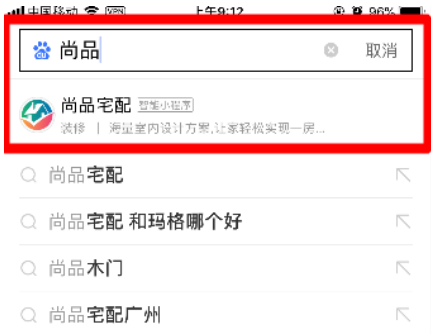 中国移动 VPN 上午9:12 96%
尚品 取消
尚品宅配 智能小程序
装修 | 海量室内设计方案,让家轻松实现一房...
尚品宅配
尚品宅配 和玛格哪个好
尚品木门
尚品宅配广州